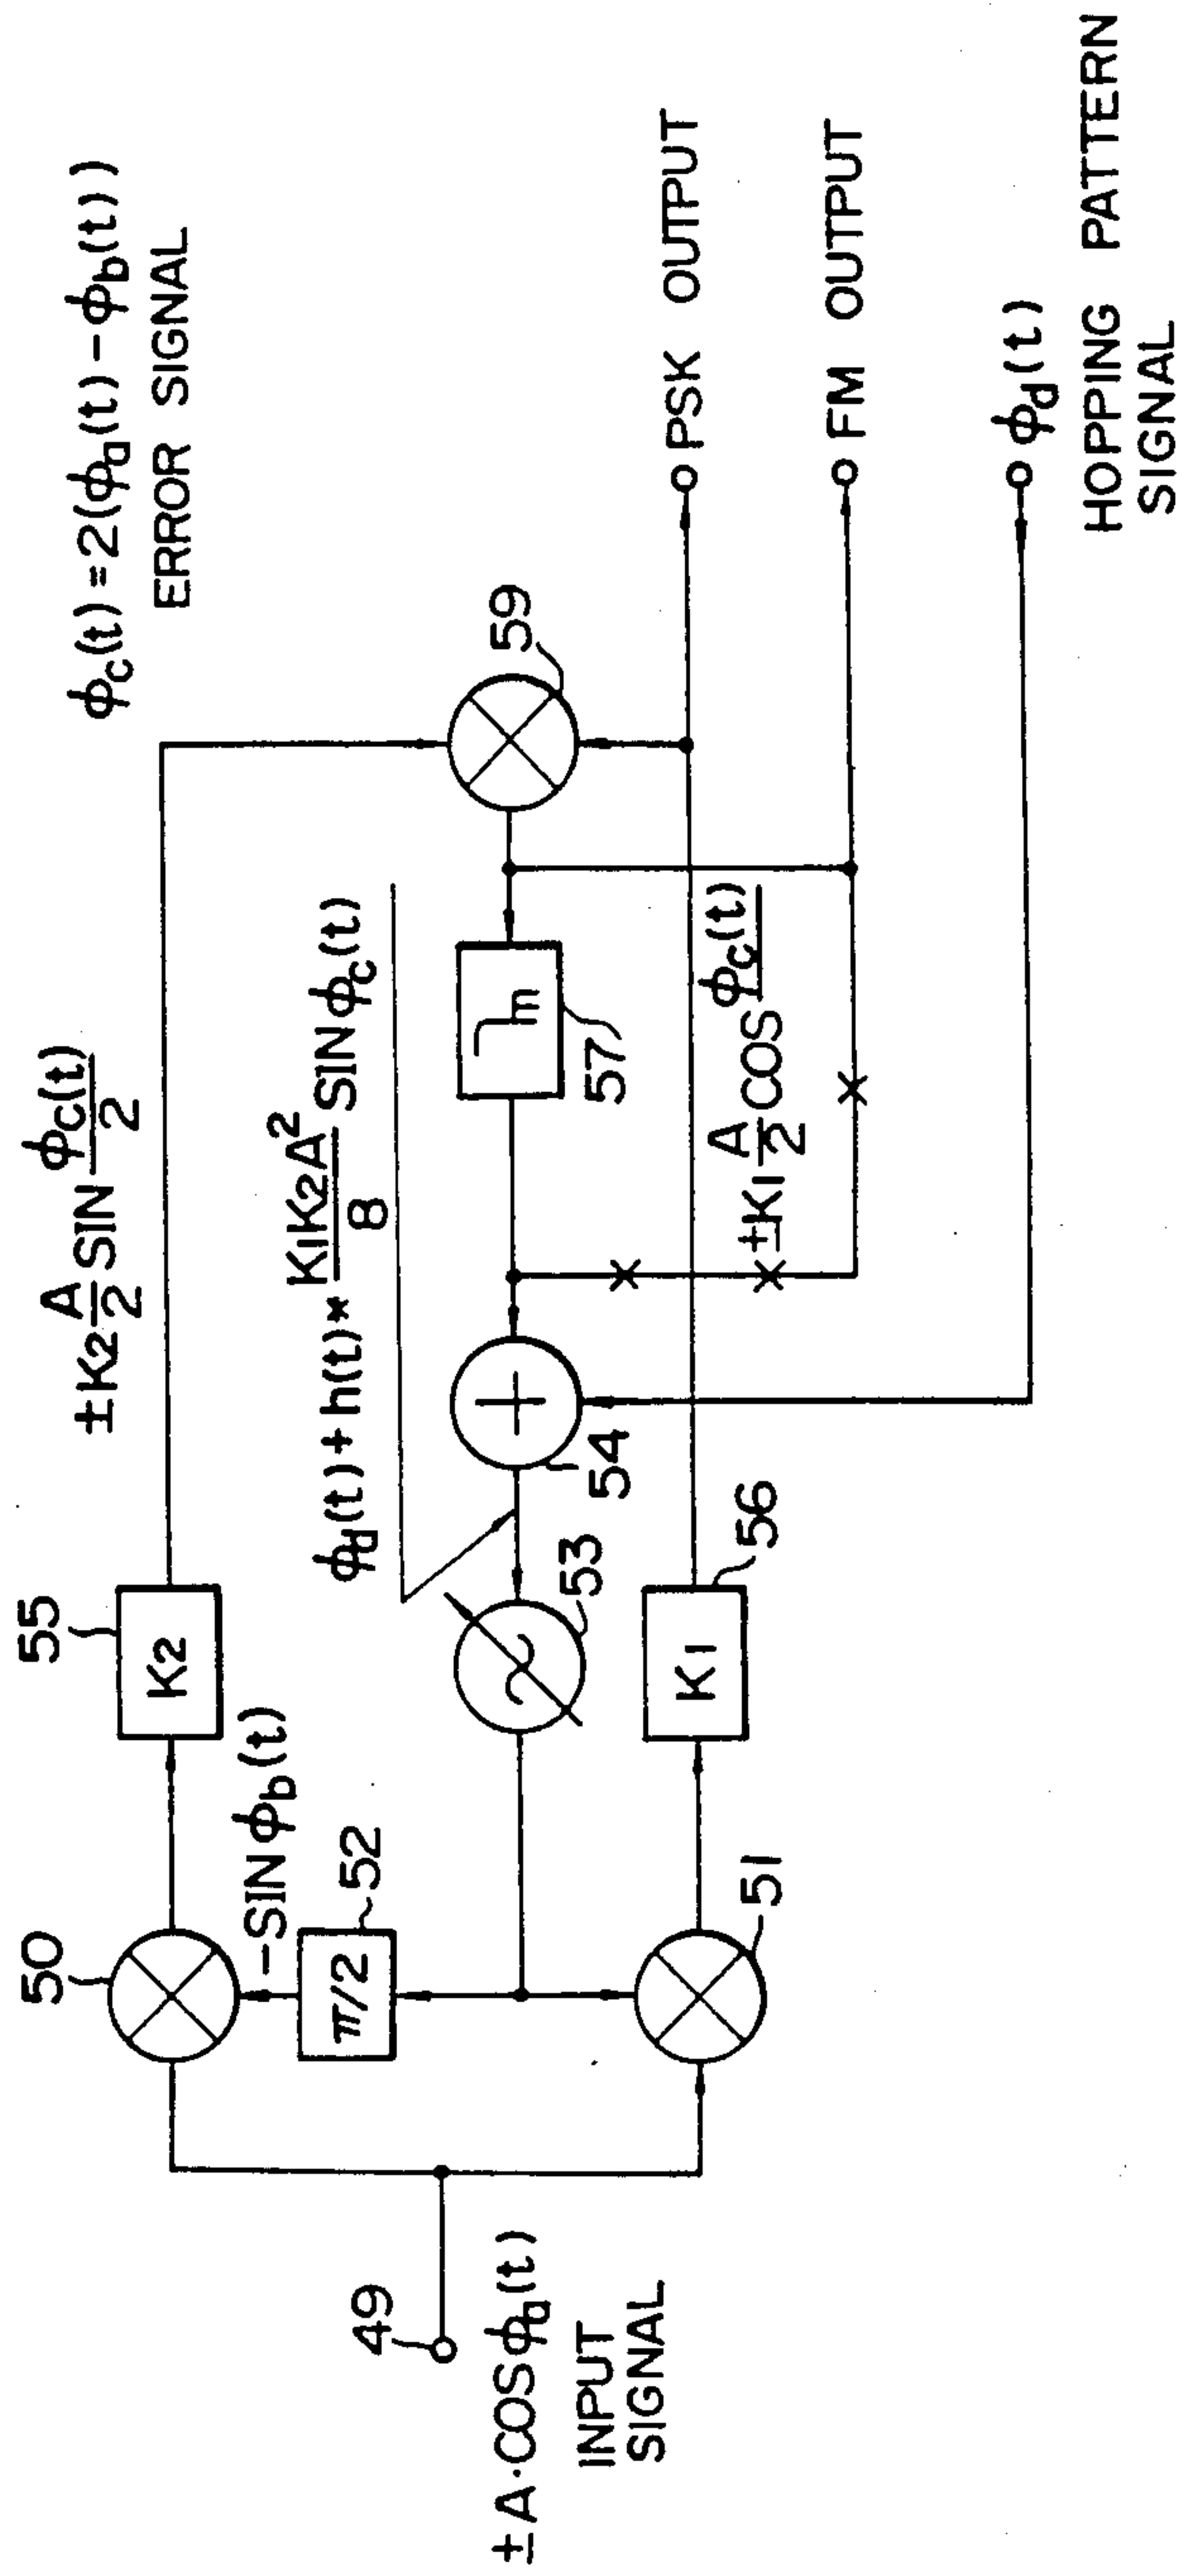 ϕc(t) = 2(ϕa(t) − ϕb(t))
ERROR SIGNAL
±K2 A/2 SIN ϕc(t)/2
55
K2
50
−SIN ϕb(t)
π/2
52
ϕd(t) + h(t)* K1K2A²/8 SIN ϕc(t)
59
57
54
53
±K1 A/2 COS ϕc(t)
56
K1
51
49
±A·COS ϕa(t)
INPUT
SIGNAL
PSK OUTPUT
FM OUTPUT
ϕd(t)
HOPPING PATTERN
SIGNAL